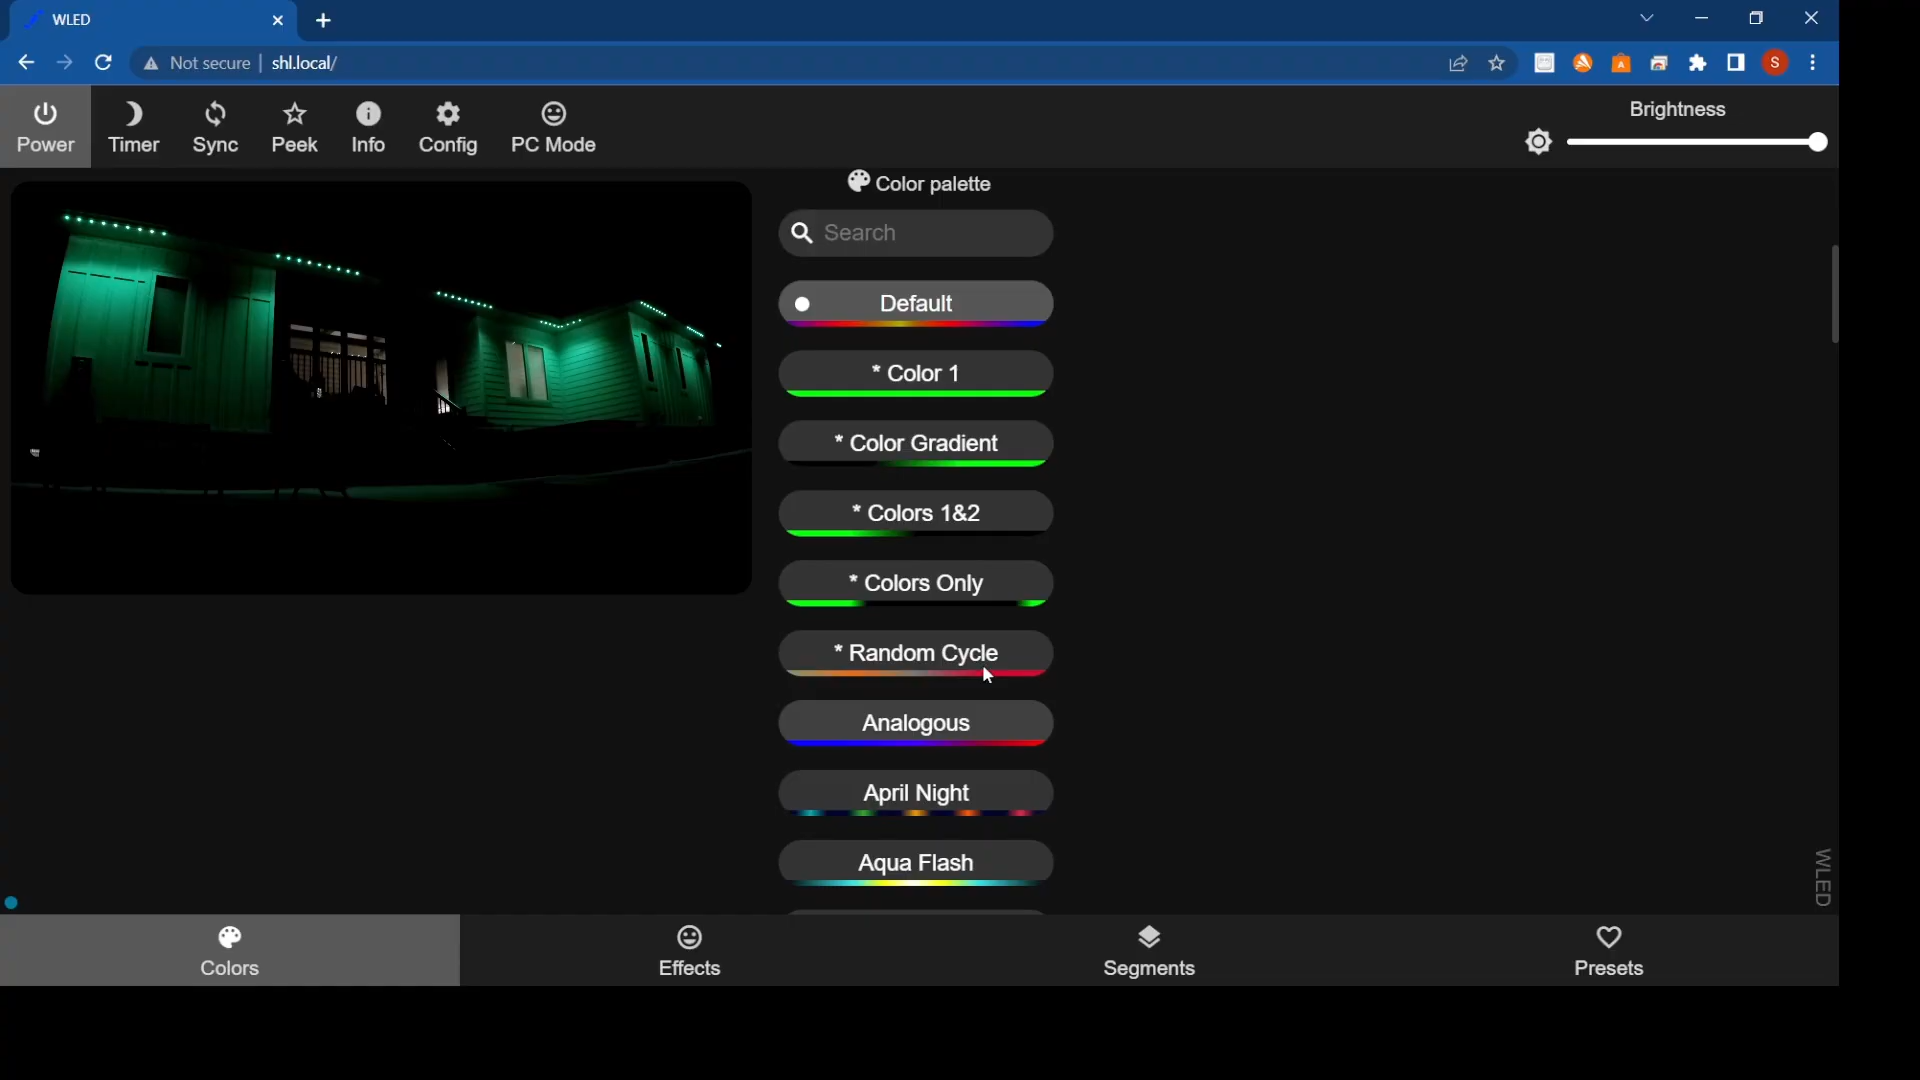 WLED
Not secure | shl.local/
S
Power
Timer
Sync
Peek
Info
Config
PC Mode
Brightness
Color palette
Search
Default
* Color 1
* Color Gradient
* Colors 1&2
* Colors Only
* Random Cycle
Analogous
April Night
Aqua Flash
WLED
Colors
Effects
Segments
Presets